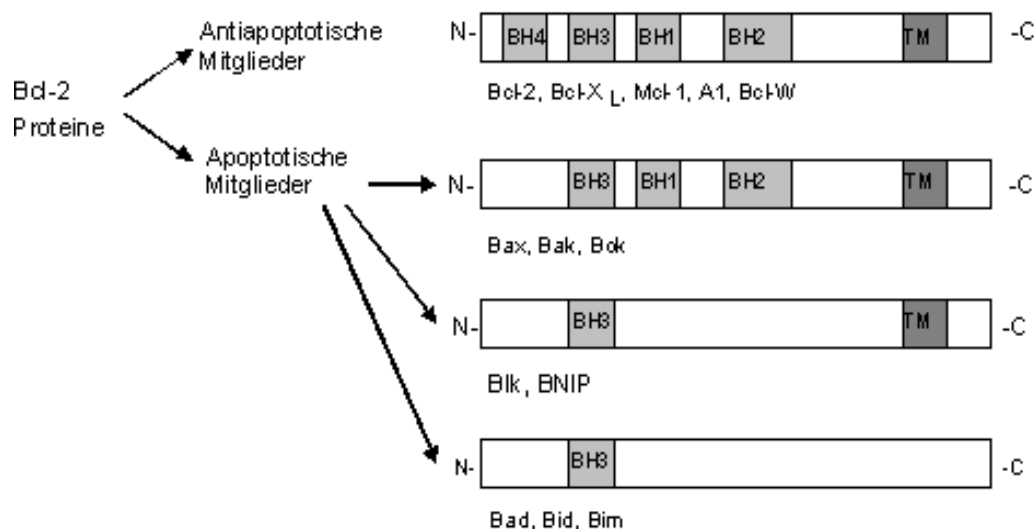 Bcl-2
Proteine
Antiapoptotische
Mitglieder
N- BH4 BH3 BH1 BH2 TM -C
Bcl-2, Bcl-X L, Mcl-1, A1, Bcl-W
Apoptotische
Mitglieder
N- BH3 BH1 BH2 TM -C
Bax, Bak, Bok
N- BH3 TM -C
Blk, BNIP
N- BH3 -C
Bad, Bid, Bim